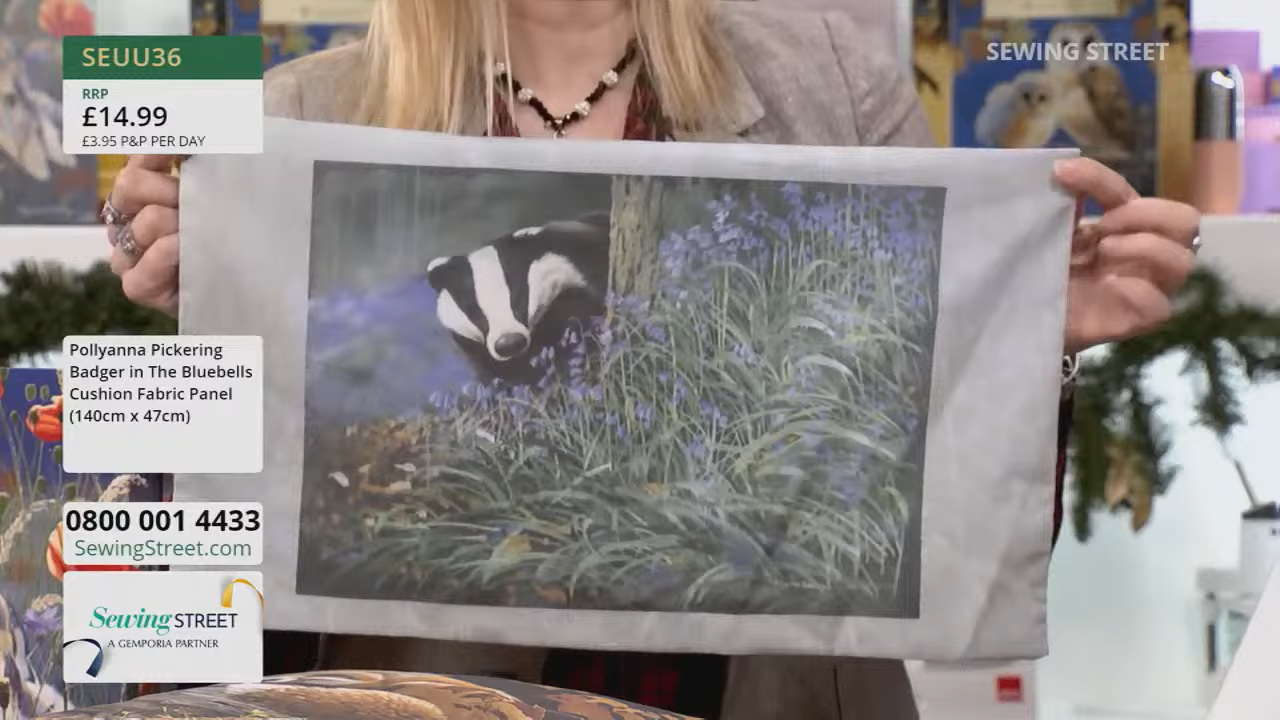 SEUU36
RRP
£14.99
£3.95 P&P PER DAY
SEWING STREET
Pollyanna Pickering
Badger in The Bluebells
Cushion Fabric Panel
(140cm x 47cm)
0800 001 4433
SewingStreet.com
Sewing STREET
A GEMPORIA PARTNER